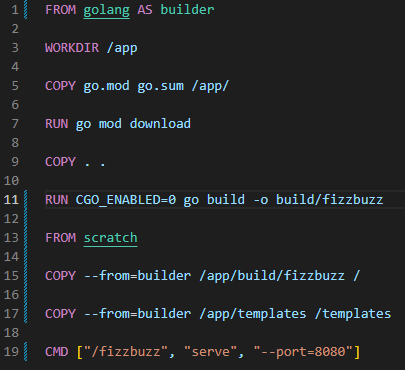 1 FROM golang AS builder
2
3 WORKDIR /app
4
5 COPY go.mod go.sum /app/
6
7 RUN go mod download
8
9 COPY . .
10
11 RUN CGO_ENABLED=0 go build -o build/fizzbuzz
12
13 FROM scratch
14
15 COPY --from=builder /app/build/fizzbuzz /
16
17 COPY --from=builder /app/templates /templates
18
19 CMD ["/fizzbuzz", "serve", "--port=8080"]